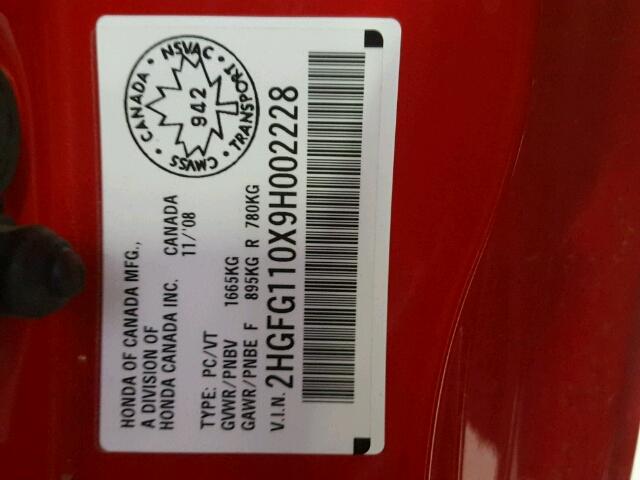 HONDA OF CANADA MFG.,
A DIVISION OF
HONDA CANADA INC. CANADA
11/'08
TYPE: PC/VT
GVWR/PNBV 1665KG
GAWR/PNBE F 895KG R 780KG
V.I.N. 2HGFG110X9H002228
CANADA · NSVAC · TRANSPORT · CMVSS ·
942